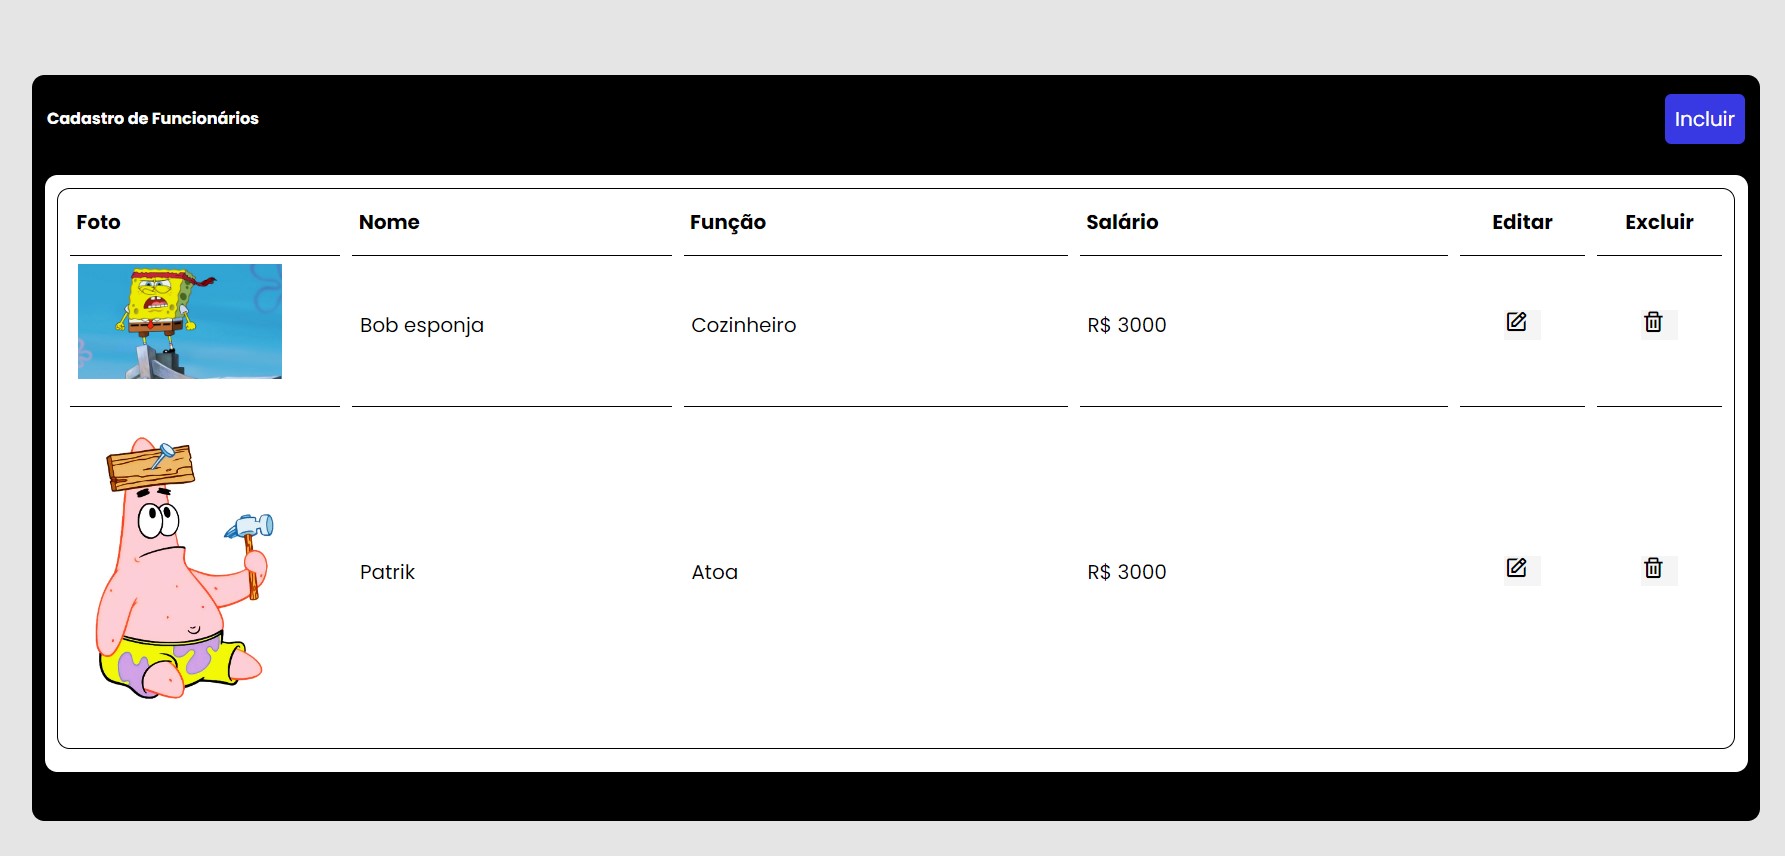 Cadastro de Funcionários
Incluir
Foto Nome Função Salário Editar Excluir
Bob esponja Cozinheiro R$ 3000
Patrik Atoa R$ 3000